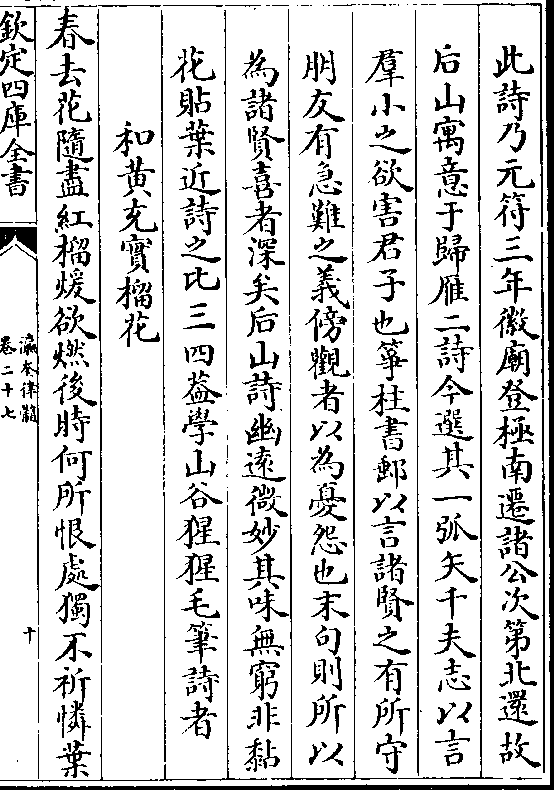 此詩乃元符三年徽廟登極南遷諸公次第北還故
后山寓意于歸雁二詩今選其一弧矢千夫志以言
羣小之欲害君子也箏柱書郵以言諸賢之有所守
朋友有急難之義傍觀者以為憂怨也末句則所以
為諸賢喜者深矣后山詩幽遠微妙其味無窮非黏
花貼葉近詩之比三四葢學山谷猩猩毛筆詩者
和黄充實榴花
春去花隨盡紅榴煖欲燃後時何所恨處獨不祈憐葉
欽定四庫全書
瀛奎律髓
卷二十七
十